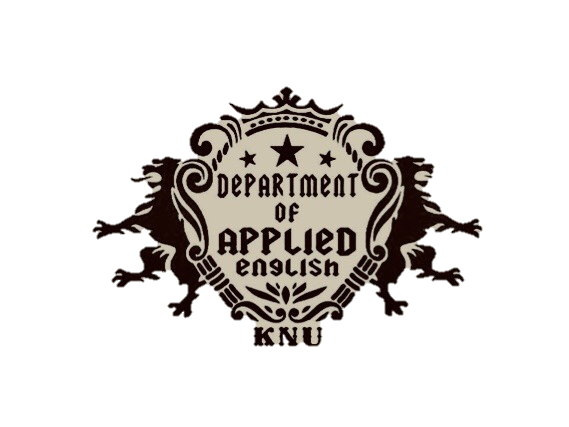 DEPARTMENT
OF
APPLIED
ENGLISH
KNU